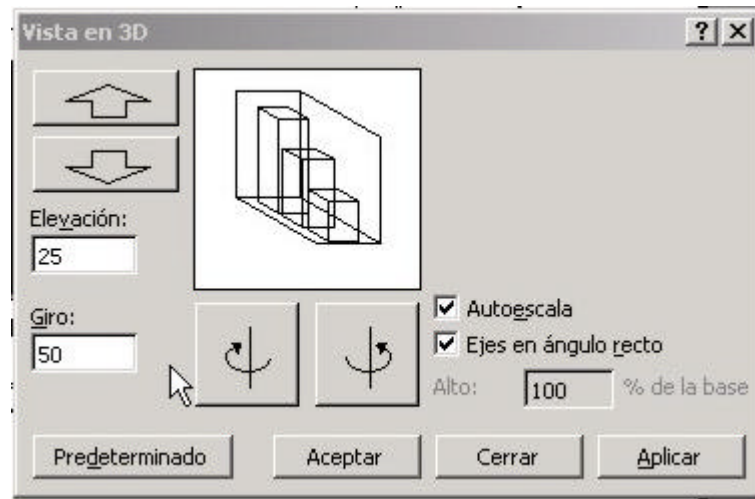 Vista en 3D
Elevación:
25
Giro:
50
Autoescala
Ejes en ángulo recto
Alto: 100 % de la base
Predeterminado Aceptar Cerrar Aplicar